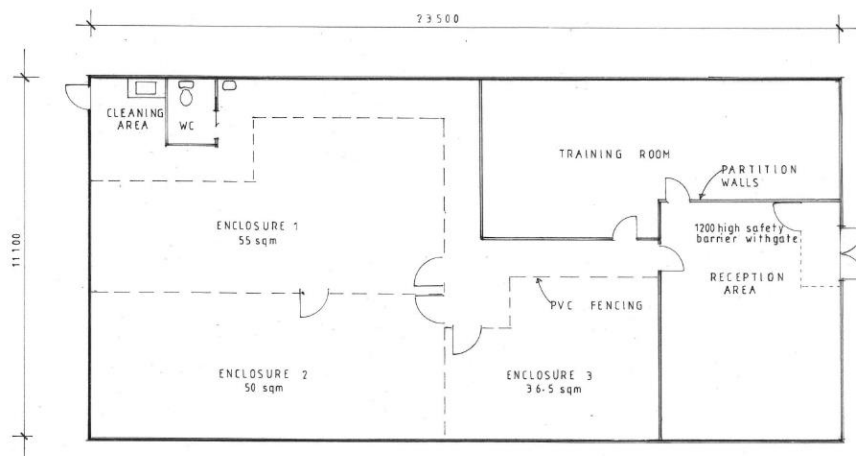 23500
11100
CLEANING
AREA
WC
TRAINING ROOM
PARTITION
WALLS
ENCLOSURE 1
55 sqm
1200 high safety
barrier withgate
RECEPTION
AREA
PVC FENCING
ENCLOSURE 2
50 sqm
ENCLOSURE 3
36-5 sqm